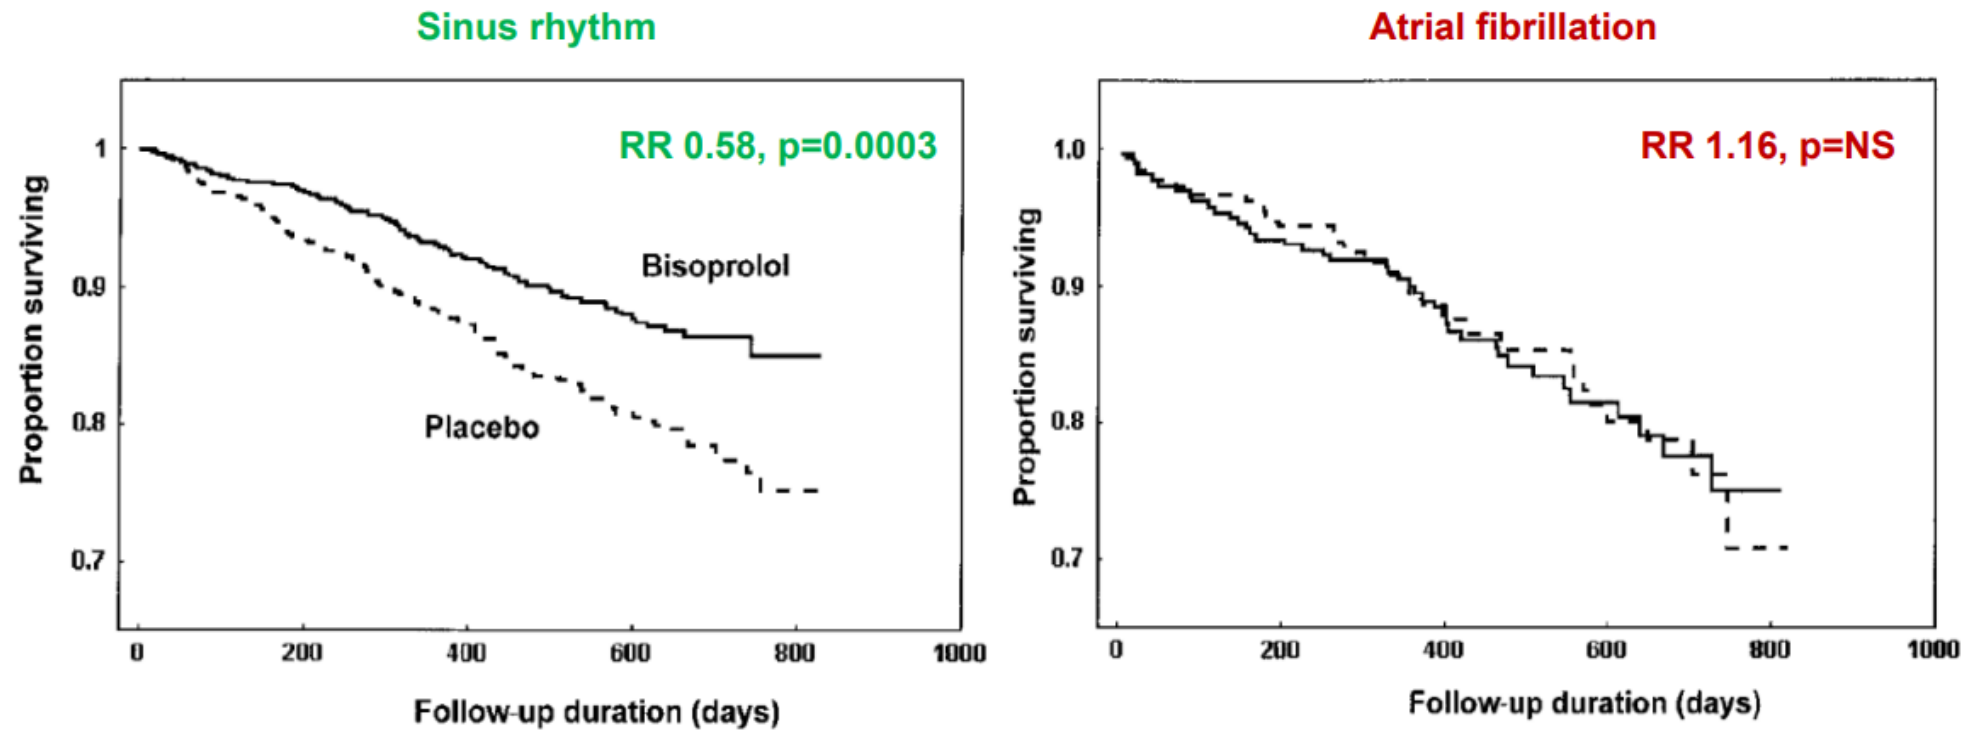 Sinus rhythm
RR 0.58, p=0.0003
Proportion surviving
1
0.9
0.8
0.7
Bisoprolol
Placebo
0 200 400 600 800 1000
Follow-up duration (days)
Atrial fibrillation
RR 1.16, p=NS
Proportion surviving
1.0
0.9
0.8
0.7
0 200 400 600 800 1000
Follow-up duration (days)